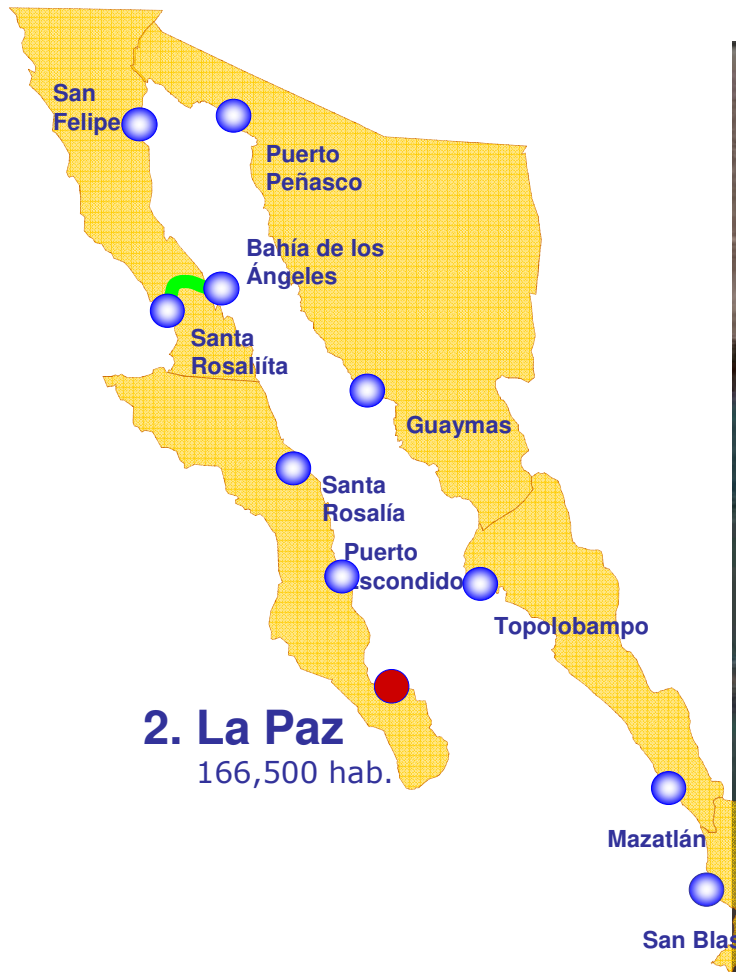 San
Felipe
Puerto
Peñasco
Bahía de los
Ángeles
Santa
Rosaliíta
Guaymas
Santa
Rosalía
Puerto
Escondido
Topolobampo
2. La Paz
166,500 hab.
Mazatlán
San Blas